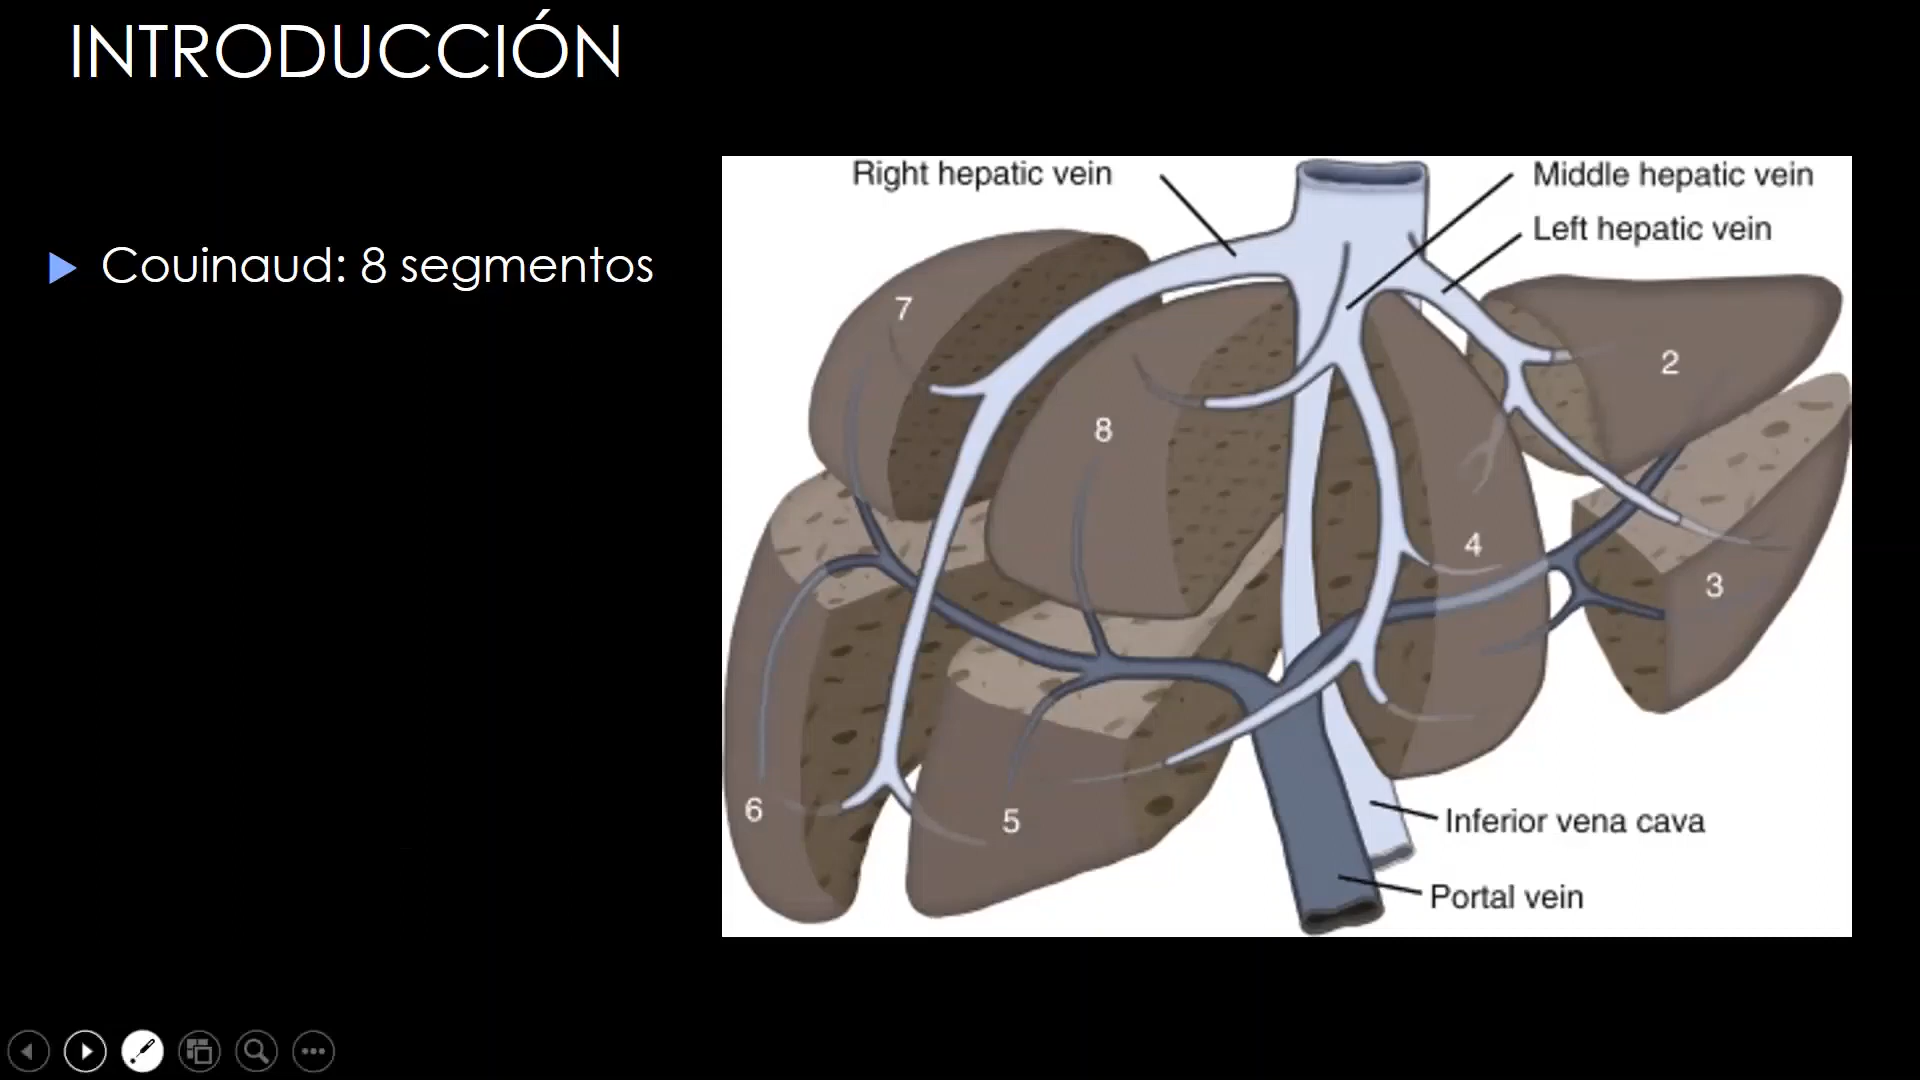 INTRODUCCIÓN
Couinaud: 8 segmentos
Right hepatic vein
Middle hepatic vein
Left hepatic vein
7
2
8
4
3
6
5
Inferior vena cava
Portal vein